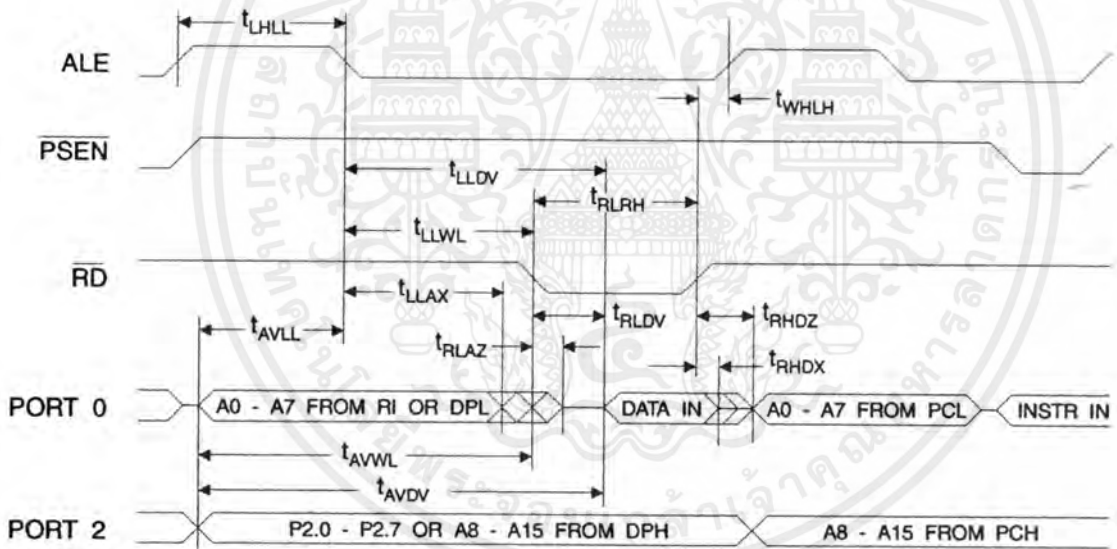 tLHLL
ALE
tWHLH
PSEN
tLLDV
tRLRH
tLLWL
RD
tLLAX
tRLDV
tRHDZ
tAVLL
tRLAZ
tRHDX
PORT 0
A0 - A7 FROM RI OR DPL
DATA IN
A0 - A7 FROM PCL
INSTR IN
tAVWL
tAVDV
PORT 2
P2.0 - P2.7 OR A8 - A15 FROM DPH
A8 - A15 FROM PCH